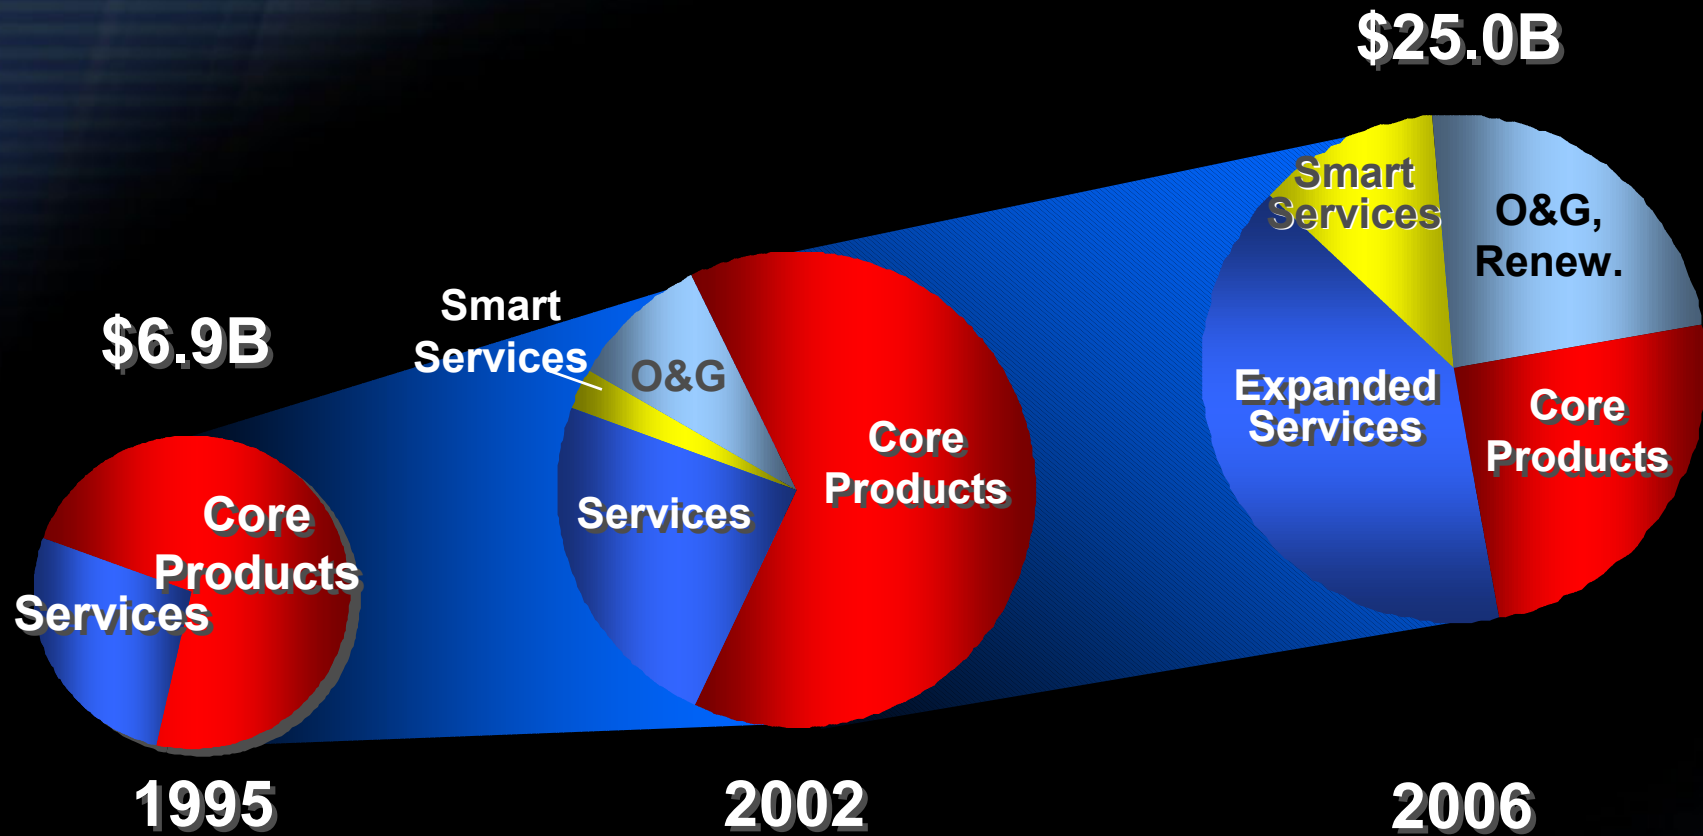 $6.9B
Core
Products
Services
1995
Smart
Services
O&G
Core
Products
Services
2002
$25.0B
Smart
Services
O&G,
Renew.
Expanded
Services
Core
Products
2006